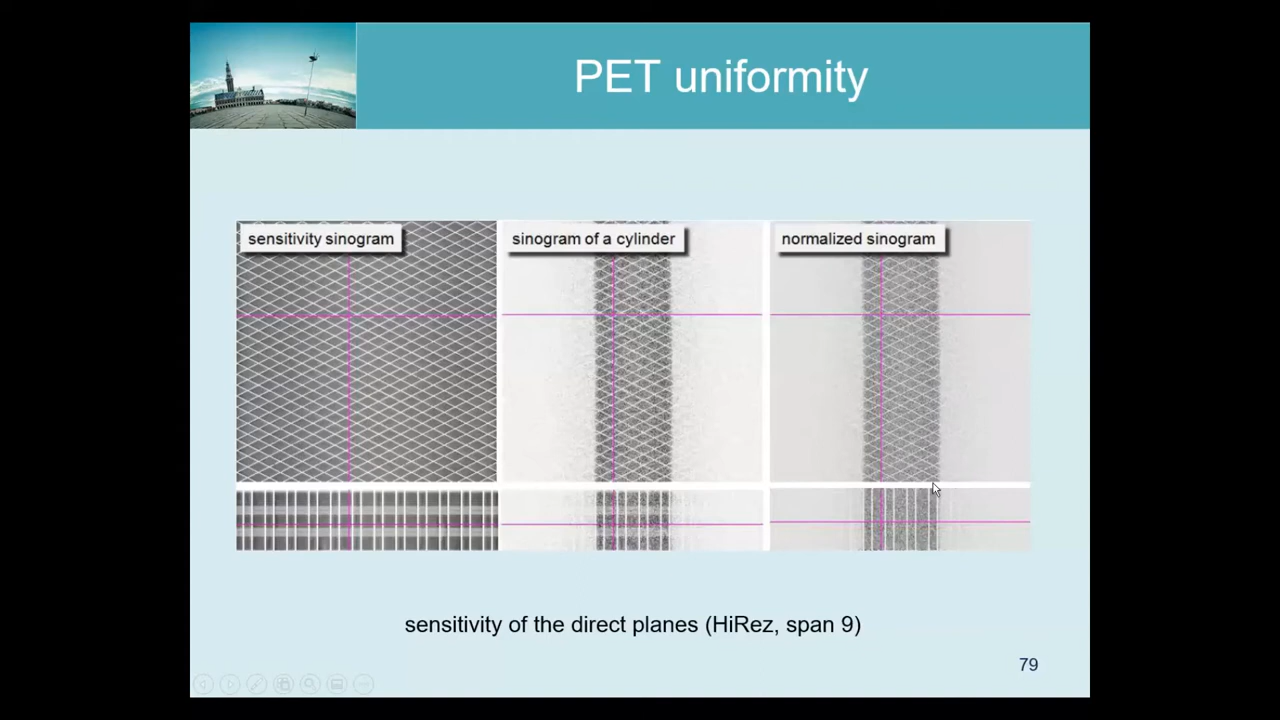 PET uniformity
sensitivity sinogram
sinogram of a cylinder
normalized sinogram
sensitivity of the direct planes (HiRez, span 9)
79